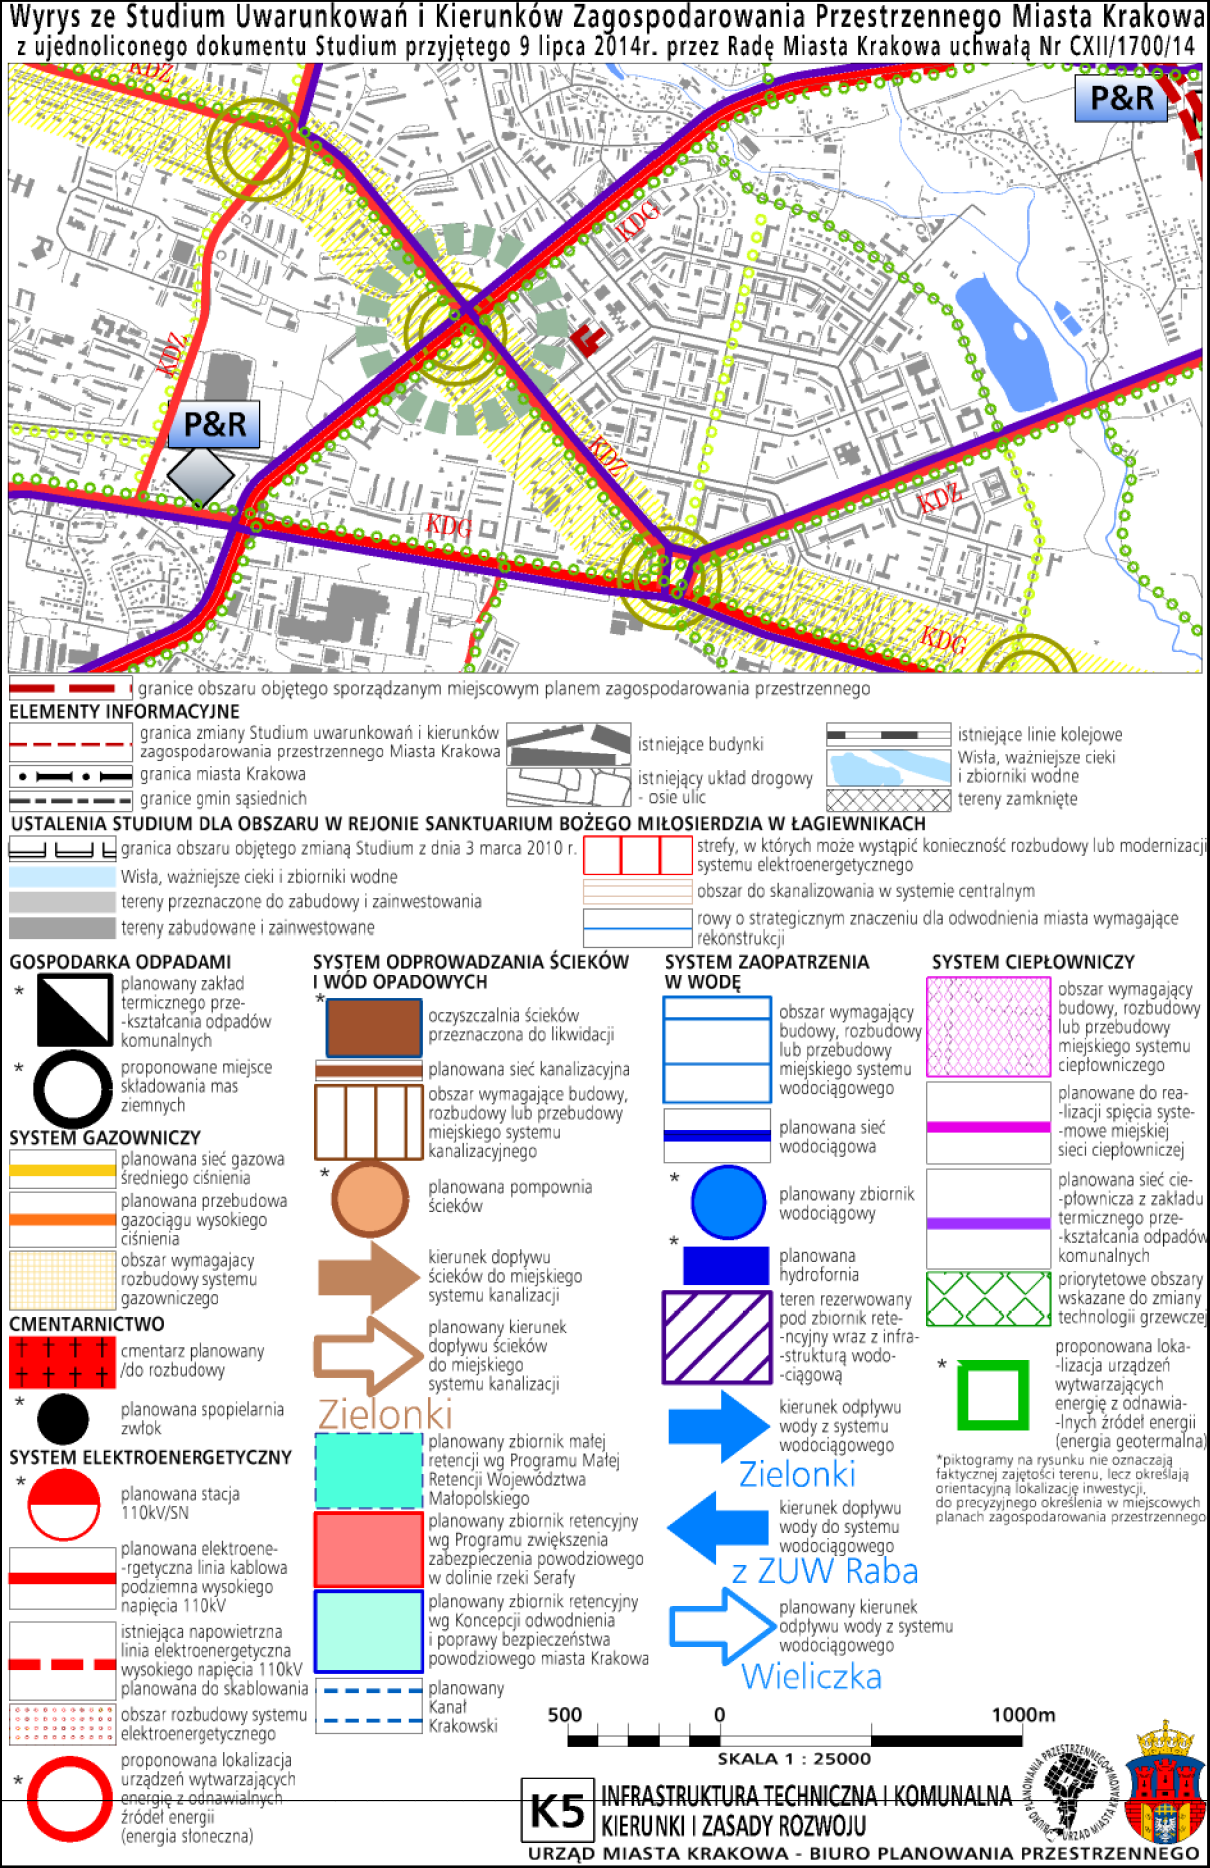 Wyrys ze Studium Uwarunkowań i Kierunków Zagospodarowania Przestrzennego Miasta Krakowa
z ujednoliconego dokumentu Studium przyjętego 9 lipca 2014r. przez Radę Miasta Krakowa uchwałą Nr CXII/1700/14
KDZ
P&R
KDG
KDZ
P&R
KDZ
KDG
KDZ
KDG
granice obszaru objętego sporządzanym miejscowym planem zagospodarowania przestrzennego
ELEMENTY INFORMACYJNE
granica zmiany Studium uwarunkowań i kierunków
zagospodarowania przestrzennego Miasta Krakowa
granica miasta Krakowa
granice gmin sąsiednich
istniejące budynki
istniejący układ drogowy
- osie ulic
istniejące linie kolejowe
Wisła, ważniejsze cieki
i zbiorniki wodne
tereny zamknięte
USTALENIA STUDIUM DLA OBSZARU W REJONIE SANKTUARIUM BOŻEGO MIŁOSIERDZIA W ŁAGIEWNIKACH
granica obszaru objętego zmianą Studium z dnia 3 marca 2010 r.
Wisła, ważniejsze cieki i zbiorniki wodne
tereny przeznaczone do zabudowy i zainwestowania
tereny zabudowane i zainwestowane
strefy, w których może wystąpić konieczność rozbudowy lub modernizacji
systemu elektroenergetycznego
obszar do skanalizowania w systemie centralnym
rowy o strategicznym znaczeniu dla odwodnienia miasta wymagające
rekonstrukcji
GOSPODARKA ODPADAMI
* planowany zakład
termicznego prze-
-kształcania odpadów
komunalnych
* proponowane miejsce
składowania mas
ziemnych
SYSTEM GAZOWNICZY
planowana sieć gazowa
średniego ciśnienia
planowana przebudowa
gazociągu wysokiego
ciśnienia
obszar wymagajacy
rozbudowy systemu
gazowniczego
CMENTARNICTWO
cmentarz planowany
/do rozbudowy
* planowana spopielarnia
zwłok
SYSTEM ELEKTROENERGETYCZNY
* planowana stacja
110kV/SN
planowana elektroene-
-rgetyczna linia kablowa
podziemna wysokiego
napięcia 110kV
istniejąca napowietrzna
linia elektroenergetyczna
wysokiego napięcia 110kV
planowana do skablowania
obszar rozbudowy systemu
elektroenergetycznego
* proponowana lokalizacja
urządzeń wytwarzających
energię z odnawialnych
źródeł energii
(energia słoneczna)
SYSTEM ODPROWADZANIA ŚCIEKÓW
I WÓD OPADOWYCH
* oczyszczalnia ścieków
przeznaczona do likwidacji
planowana sieć kanalizacyjna
obszar wymagające budowy,
rozbudowy lub przebudowy
miejskiego systemu
kanalizacyjnego
* planowana pompownia
ścieków
kierunek dopływu
ścieków do miejskiego
systemu kanalizacji
planowany kierunek
dopływu ścieków
do miejskiego
systemu kanalizacji
Zielonki
planowany zbiornik małej
retencji wg Programu Małej
Retencji Województwa
Małopolskiego
planowany zbiornik retencyjny
wg Programu zwiększenia
zabezpieczenia powodziowego
w dolinie rzeki Serafy
planowany zbiornik retencyjny
wg Koncepcji odwodnienia
i poprawy bezpieczeństwa
powodziowego miasta Krakowa
planowany
Kanał
Krakowski
SYSTEM ZAOPATRZENIA
W WODĘ
obszar wymagający
budowy, rozbudowy
lub przebudowy
miejskiego systemu
wodociągowego
planowana sieć
wodociągowa
* planowany zbiornik
wodociągowy
* planowana
hydrofornia
teren rezerwowany
pod zbiornik rete-
-ncyjny wraz z infra-
-strukturą wodo-
-ciągową
kierunek odpływu
wody z systemu
wodociągowego
Zielonki
kierunek dopływu
wody do systemu
wodociągowego
z ZUW Raba
planowany kierunek
odpływu wody z systemu
wodociągowego
Wieliczka
SYSTEM CIEPŁOWNICZY
obszar wymagający
budowy, rozbudowy
lub przebudowy
miejskiego systemu
ciepłowniczego
planowane do rea-
-lizacji spięcia syste-
-mowe miejskiej
sieci ciepłowniczej
planowana sieć cie-
-płownicza z zakładu
termicznego prze-
-kształcania odpadów
komunalnych
priorytetowe obszary
wskazane do zmiany
technologii grzewczej
* proponowana loka-
-lizacja urządzeń
wytwarzających
energię z odnawia-
-lnych źródeł energii
(energia geotermalna)
*piktogramy na rysunku nie oznaczają
faktycznej zajętości terenu, lecz określają
orientacyjną lokalizację inwestycji,
do precyzyjnego określenia w miejscowych
planach zagospodarowania przestrzennego
500 0 1000m
SKALA 1 : 25000
K5
INFRASTRUKTURA TECHNICZNA I KOMUNALNA
KIERUNKI I ZASADY ROZWOJU
URZĄD MIASTA KRAKOWA - BIURO PLANOWANIA PRZESTRZENNEGO